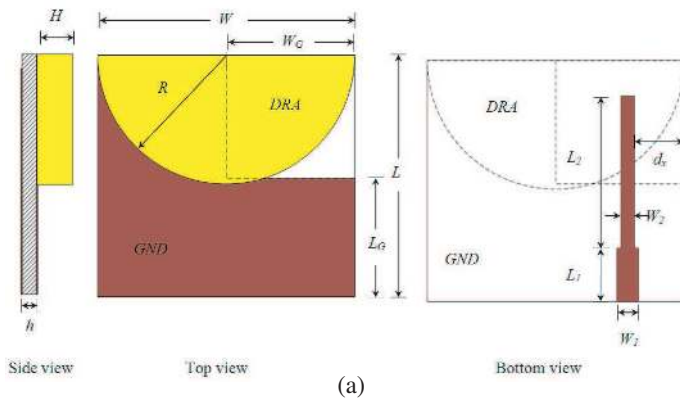 H
W
W_G
R
DRA
L
GND
L_G
h
DRA
L_2
d_x
W_2
GND
L_1
W_1
Side view
Top view
Bottom view
(a)